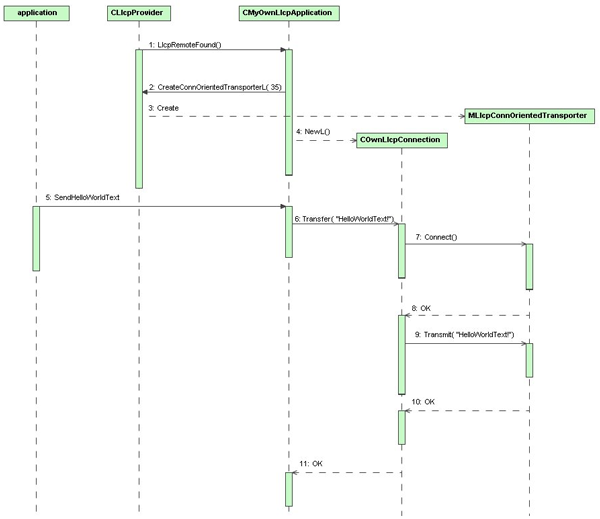 application
CLlcpProvider
CMyOwnLlcpApplication
1: LlcpRemoteFound()
2: CreateConnOrientedTransporterL( 35)
3: Create
MLlcpConnOrientedTransporter
4: NewL()
COwnLlcpConnection
5: SendHelloWorldText
6: Transfer( "HelloWorldText!")
7: Connect()
8: OK
9: Transmit( "HelloWorldText!")
10: OK
11: OK